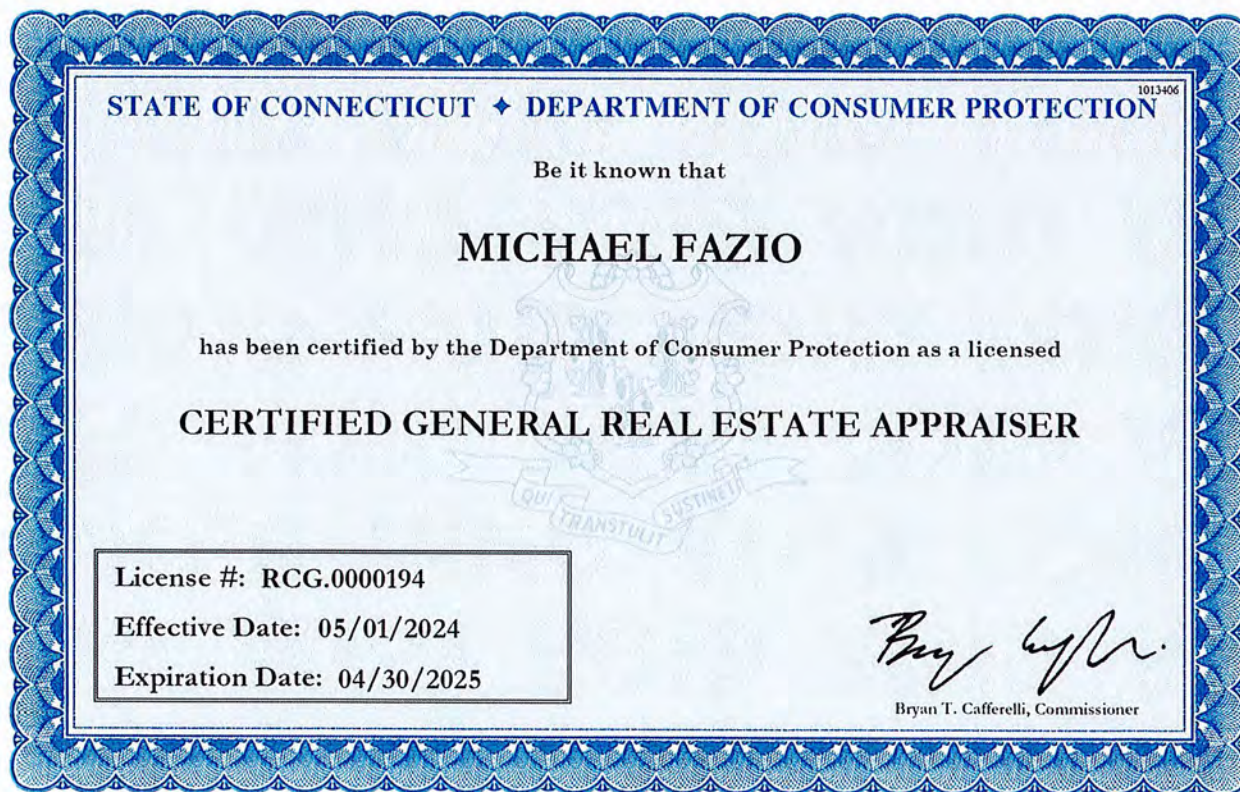 1013406
STATE OF CONNECTICUT ✦ DEPARTMENT OF CONSUMER PROTECTION
Be it known that
MICHAEL FAZIO
has been certified by the Department of Consumer Protection as a licensed
CERTIFIED GENERAL REAL ESTATE APPRAISER
QUI TRANSTULIT SUSTINET
License #: RCG.0000194
Effective Date: 05/01/2024
Expiration Date: 04/30/2025
Bryan T. Cafferelli, Commissioner